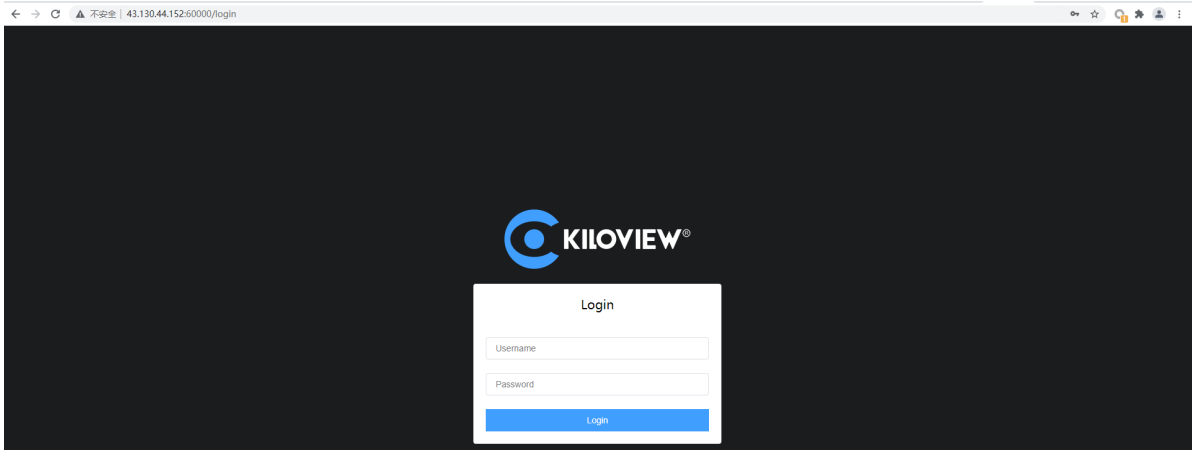 不安全 | 43.130.44.152:60000/login
KILOVIEW®
Login
Username
Password
Login